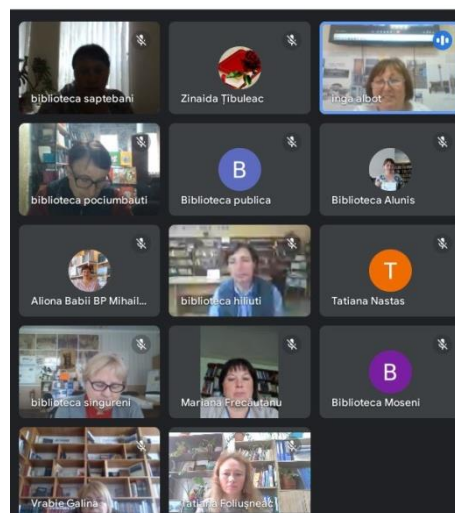 biblioteca saptebani
Zinaida Țîbuleac
inga albot
biblioteca pociumbauti
B
Biblioteca publica
Biblioteca Alunis
Aliona Babii BP Mihail...
biblioteca hiliuti
T
Tatiana Nastas
biblioteca singureni
Mariana Frecautanu
B
Biblioteca Moseni
Vrabie Galina
Tatiana Foliușneac